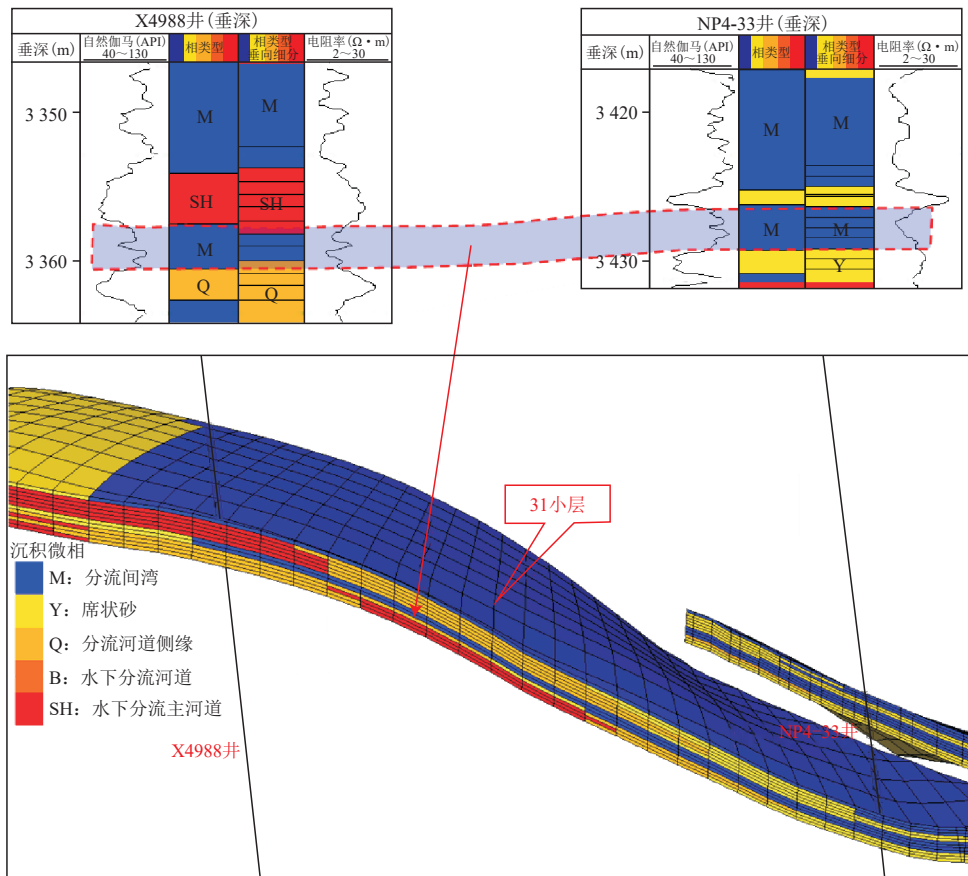 X4988井(垂深)
垂深(m)
自然伽马(API)
40～130
相类型
相类型
垂向细分
电阻率(Ω·m)
2～30
3 350
3 360
M
SH
M
Q
M
SH
Q
NP4-33井(垂深)
垂深(m)
自然伽马(API)
40～130
相类型
相类型
垂向细分
电阻率(Ω·m)
2～30
3 420
3 430
M
M
M
M
Y
31小层
沉积微相
M：分流间湾
Y：席状砂
Q：分流河道侧缘
B：水下分流河道
SH：水下分流主河道
X4988井
NP4-33井